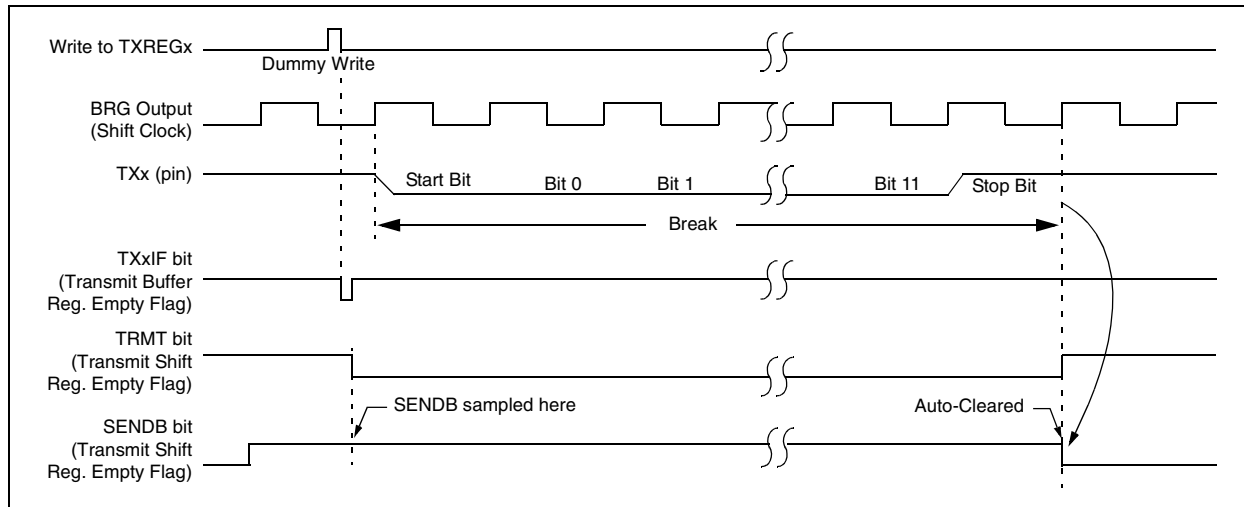 Write to TXREGx
Dummy Write
BRG Output
(Shift Clock)
TXx (pin)
Start Bit
Bit 0
Bit 1
Bit 11
Stop Bit
Break
TXxIF bit
(Transmit Buffer
Reg. Empty Flag)
TRMT bit
(Transmit Shift
Reg. Empty Flag)
SENDB sampled here
Auto-Cleared
SENDB bit
(Transmit Shift
Reg. Empty Flag)